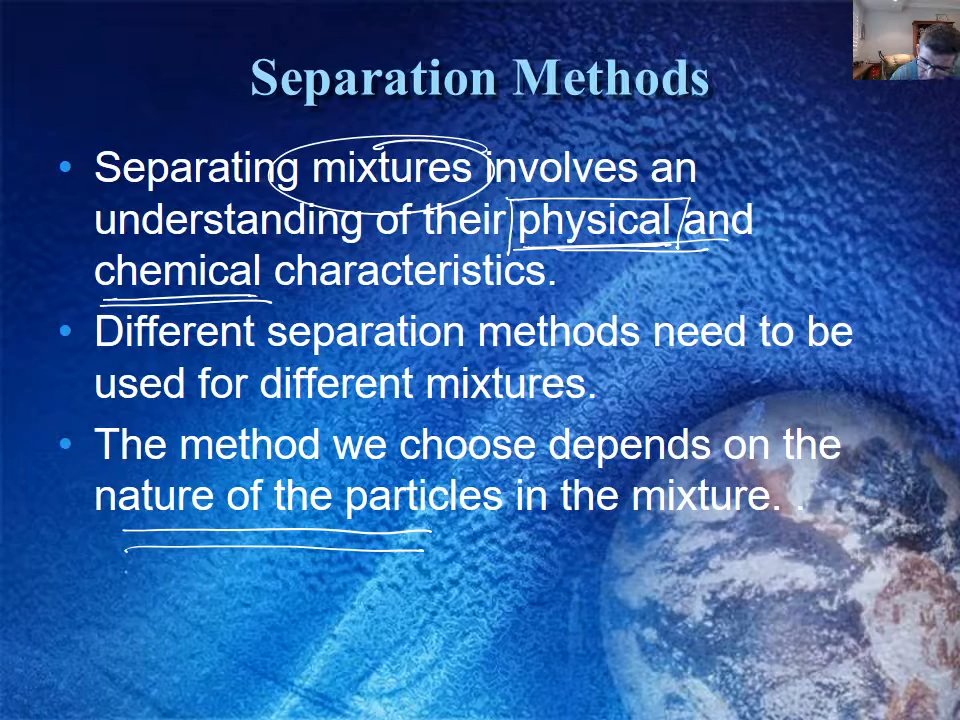 Separation Methods
• Separating mixtures involves an
understanding of their physical and
chemical characteristics.
• Different separation methods need to be
used for different mixtures.
• The method we choose depends on the
nature of the particles in the mixture. .